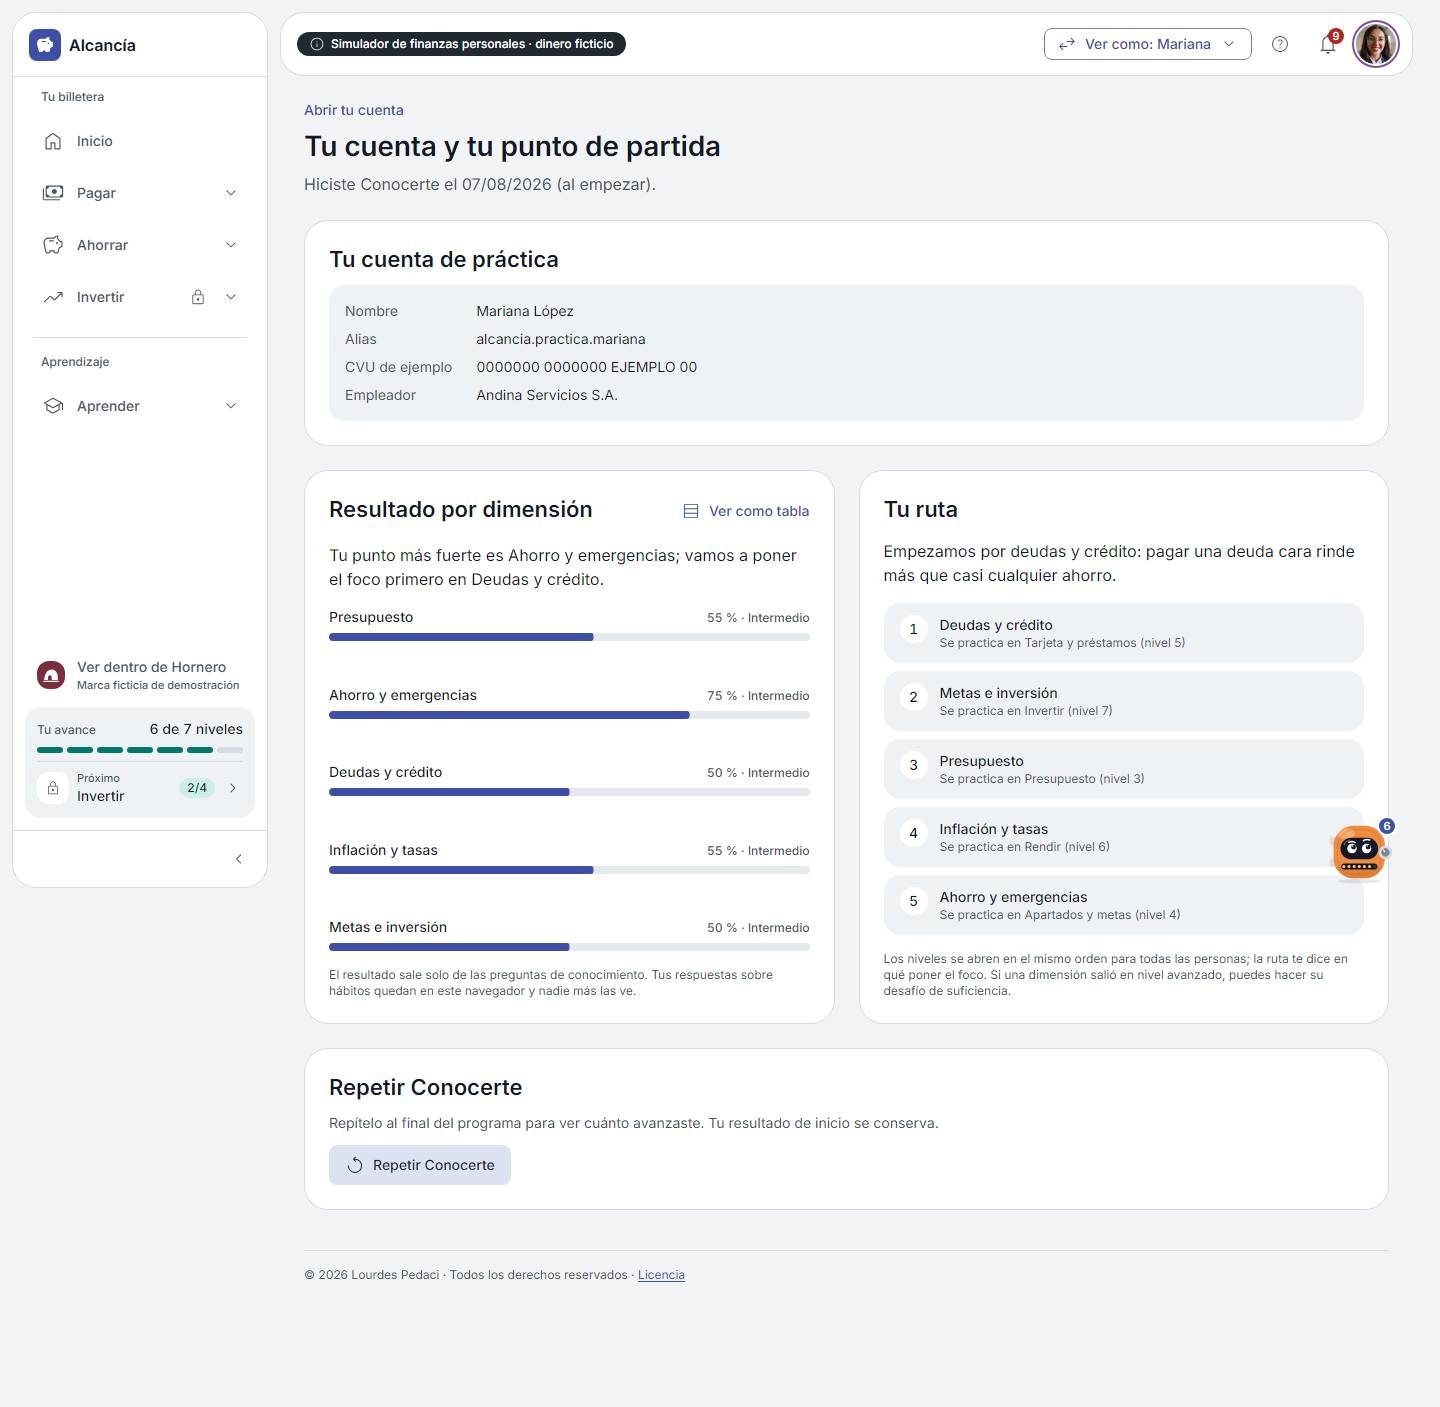 Alcancía
Tu billetera
Inicio
Pagar
Ahorrar
Invertir
Aprendizaje
Aprender
Ver dentro de Hornero
Marca ficticia de demostración
Tu avance
6 de 7 niveles
Próximo
Invertir
2/4
Simulador de finanzas personales · dinero ficticio
Ver como: Mariana
9
Abrir tu cuenta
Tu cuenta y tu punto de partida
Hiciste Conocerte el 07/08/2026 (al empezar).
Tu cuenta de práctica
Nombre Mariana López
Alias alcancia.practica.mariana
CVU de ejemplo 0000000 0000000 EJEMPLO 00
Empleador Andina Servicios S.A.
Resultado por dimensión
Ver como tabla
Tu punto más fuerte es Ahorro y emergencias; vamos a poner
el foco primero en Deudas y crédito.
Presupuesto 55 % · Intermedio
Ahorro y emergencias 75 % · Intermedio
Deudas y crédito 50 % · Intermedio
Inflación y tasas 55 % · Intermedio
Metas e inversión 50 % · Intermedio
El resultado sale solo de las preguntas de conocimiento. Tus respuestas sobre
hábitos quedan en este navegador y nadie más las ve.
Tu ruta
Empezamos por deudas y crédito: pagar una deuda cara rinde
más que casi cualquier ahorro.
1 Deudas y crédito
Se practica en Tarjeta y préstamos (nivel 5)
2 Metas e inversión
Se practica en Invertir (nivel 7)
3 Presupuesto
Se practica en Presupuesto (nivel 3)
4 Inflación y tasas
Se practica en Rendir (nivel 6)
6
5 Ahorro y emergencias
Se practica en Apartados y metas (nivel 4)
Los niveles se abren en el mismo orden para todas las personas; la ruta te dice en
qué poner el foco. Si una dimensión salió en nivel avanzado, puedes hacer su
desafío de suficiencia.
Repetir Conocerte
Repítelo al final del programa para ver cuánto avanzaste. Tu resultado de inicio se conserva.
Repetir Conocerte
© 2026 Lourdes Pedaci · Todos los derechos reservados · Licencia